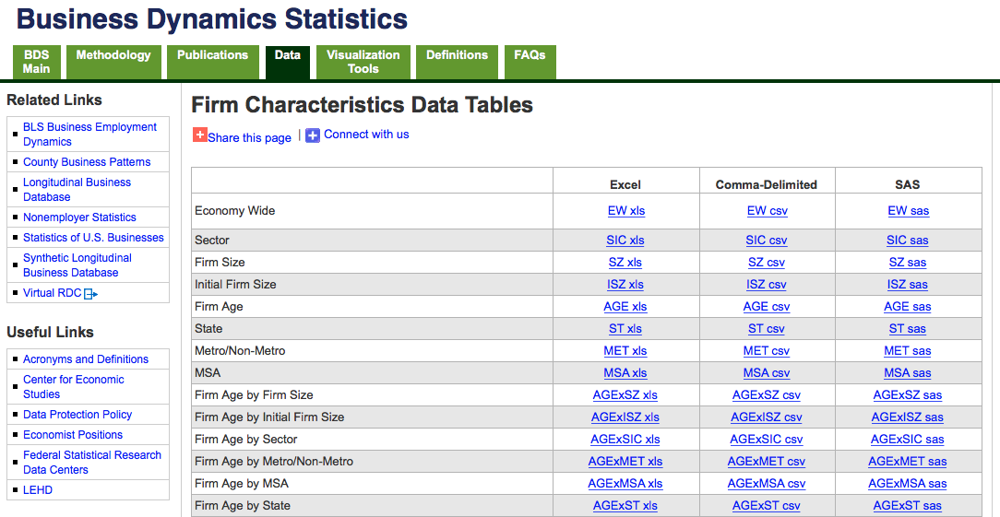 Business Dynamics Statistics
BDS Main
Methodology
Publications
Data
Visualization Tools
Definitions
FAQs
Related Links
BLS Business Employment
Dynamics
County Business Patterns
Longitudinal Business
Database
Nonemployer Statistics
Statistics of U.S. Businesses
Synthetic Longitudinal
Business Database
Virtual RDC
Useful Links
Acronyms and Definitions
Center for Economic
Studies
Data Protection Policy
Economist Positions
Federal Statistical Research
Data Centers
LEHD
Firm Characteristics Data Tables
Share this page | Connect with us
Excel Comma-Delimited SAS
Economy Wide EW xls EW csv EW sas
Sector SIC xls SIC csv SIC sas
Firm Size SZ xls SZ csv SZ sas
Initial Firm Size ISZ xls ISZ csv ISZ sas
Firm Age AGE xls AGE csv AGE sas
State ST xls ST csv ST sas
Metro/Non-Metro MET xls MET csv MET sas
MSA MSA xls MSA csv MSA sas
Firm Age by Firm Size AGExSZ xls AGExSZ csv AGExSZ sas
Firm Age by Initial Firm Size AGExISZ xls AGExISZ csv AGExISZ sas
Firm Age by Sector AGExSIC xls AGExSIC csv AGExSIC sas
Firm Age by Metro/Non-Metro AGExMET xls AGExMET csv AGExMET sas
Firm Age by MSA AGExMSA xls AGExMSA csv AGExMSA sas
Firm Age by State AGExST xls AGExST csv AGExST sas